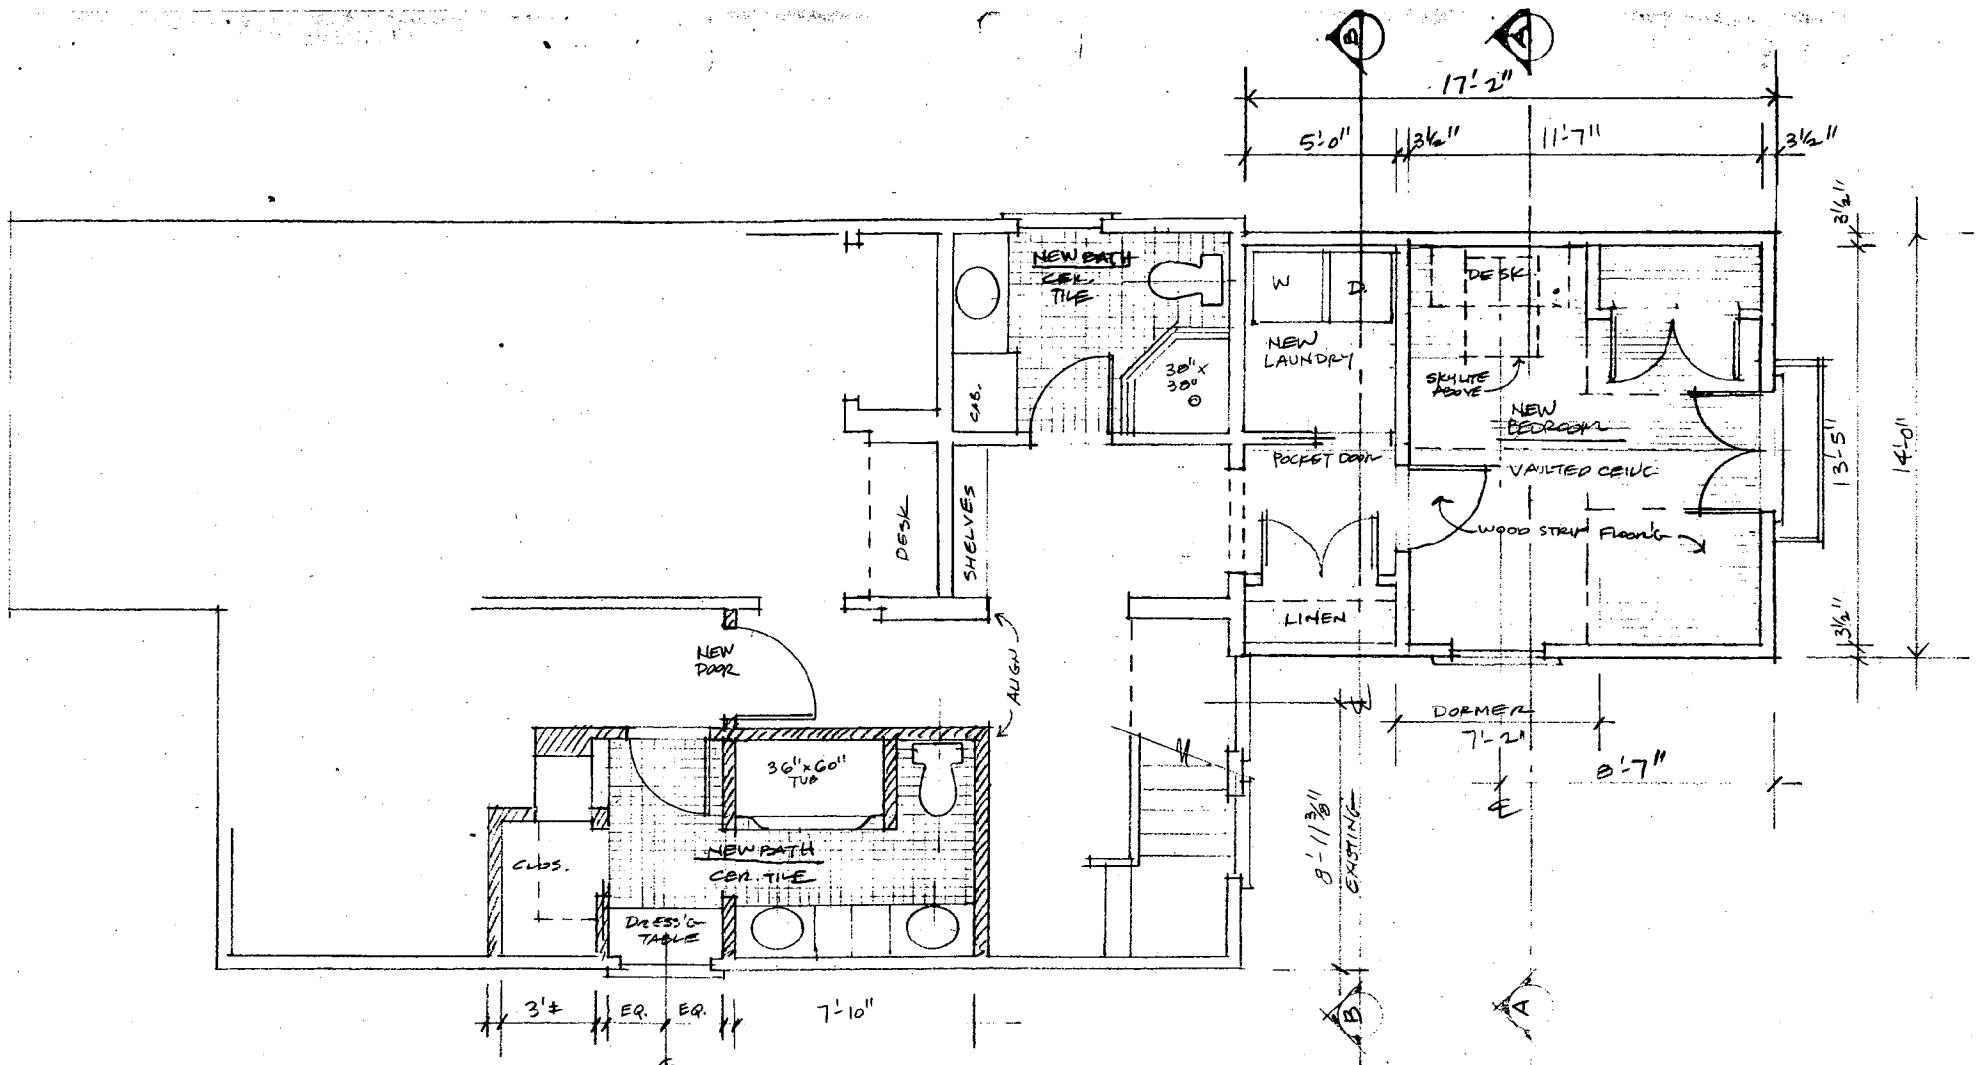 B
A
17'-2"
5'-0"
3½"
11'-7"
3½"
3½"
NEW BATH
CER.
TILE
W
D.
DESK
NEW
LAUNDRY
38" x
38"
CAB.
SKYLITE
ABOVE
NEW
BEDROOM
13'-5"
14'-0"
POCKET DOOR
VAULTED CEIL'G
DESK
SHELVES
WOOD STRIP FLOOR'G
LINEN
3½"
NEW
DOOR
ALIGN
DORMER
7'-2"
8'-7"
36"x60"
TUB
8'-11⅜"
EXISTING
NEW BATH
CER. TILE
CLOS.
DRESS'G
TABLE
3'±
EQ.
EQ.
7'-10"
B
A